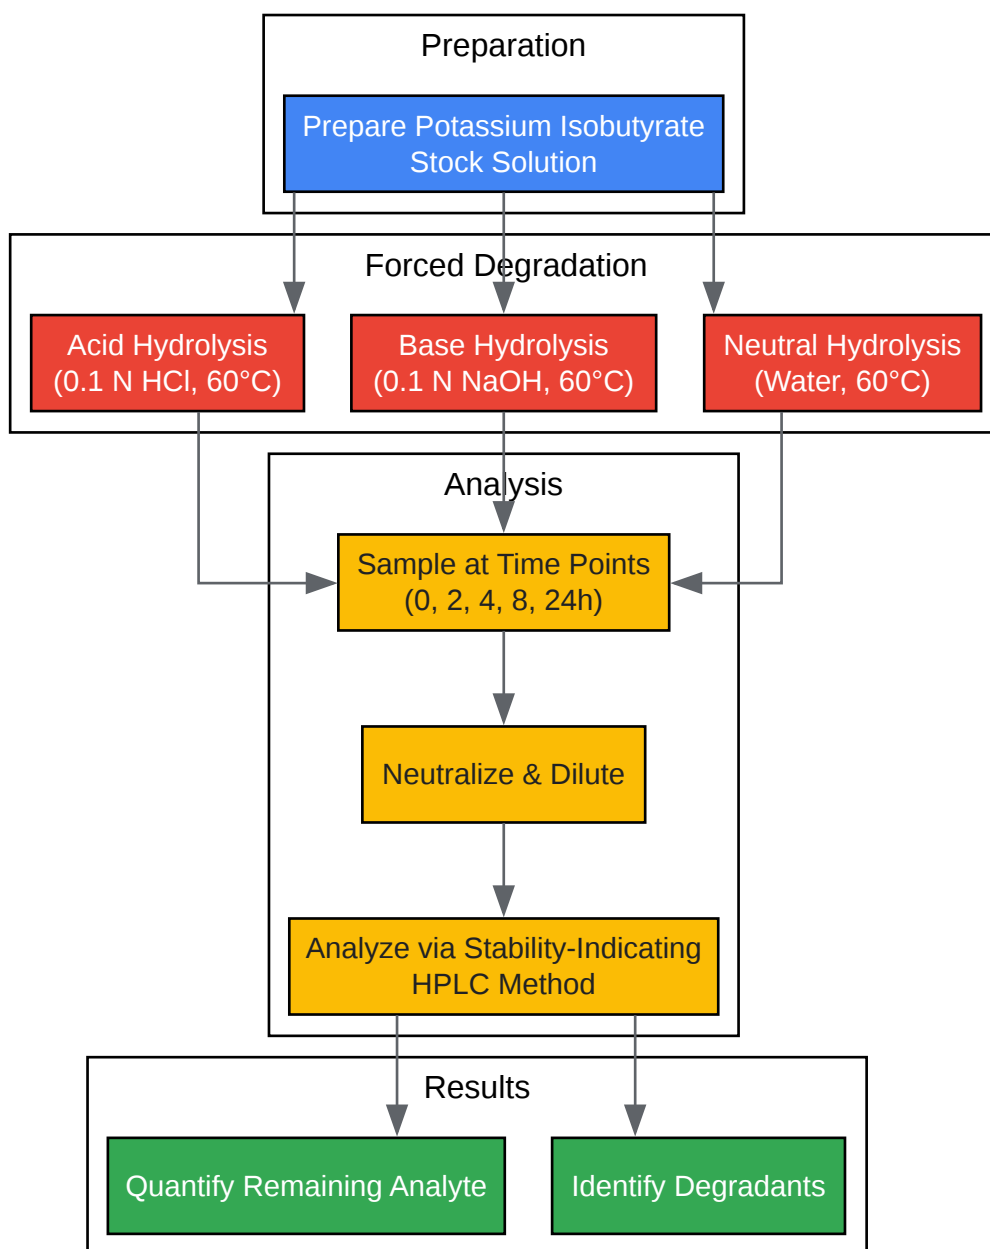 Preparation
Prepare Potassium Isobutyrate
Stock Solution
Forced Degradation
Acid Hydrolysis
(0.1 N HCl, 60°C)
Base Hydrolysis
(0.1 N NaOH, 60°C)
Neutral Hydrolysis
(Water, 60°C)
Analysis
Sample at Time Points
(0, 2, 4, 8, 24h)
Neutralize & Dilute
Analyze via Stability-Indicating
HPLC Method
Results
Quantify Remaining Analyte
Identify Degradants